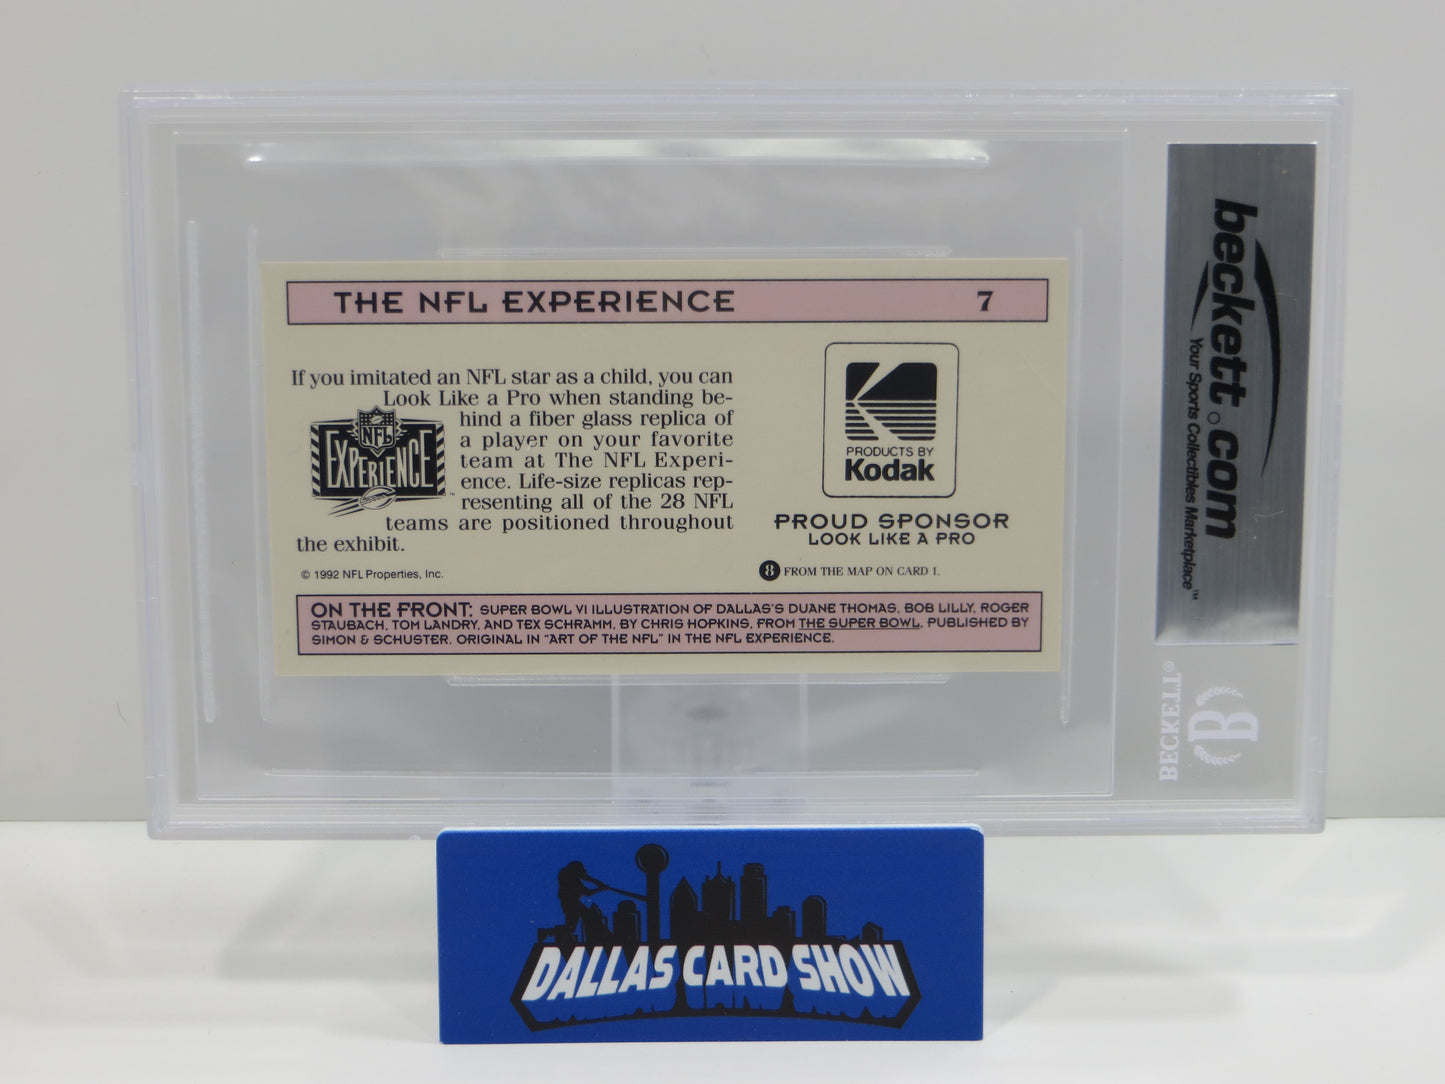 THE NFL EXPERIENCE 7
If you imitated an NFL star as a child, you can
Look Like a Pro when standing be-
hind a fiber glass replica of
a player on your favorite
team at The NFL Experi-
ence. Life-size replicas rep-
resenting all of the 28 NFL
teams are positioned throughout
the exhibit.
NFL
EXPERIENCE
™
© 1992 NFL Properties, Inc.
PRODUCTS BY
Kodak
PROUD SPONSOR
LOOK LIKE A PRO
8 FROM THE MAP ON CARD 1.
ON THE FRONT: SUPER BOWL VI ILLUSTRATION OF DALLAS'S DUANE THOMAS, BOB LILLY, ROGER
STAUBACH, TOM LANDRY, AND TEX SCHRAMM, BY CHRIS HOPKINS, FROM THE SUPER BOWL, PUBLISHED BY
SIMON & SCHUSTER. ORIGINAL IN "ART OF THE NFL" IN THE NFL EXPERIENCE.
beckett.com
Your Sports Collectibles Marketplace™
BECKETT®
B
DALLAS CARD SHOW